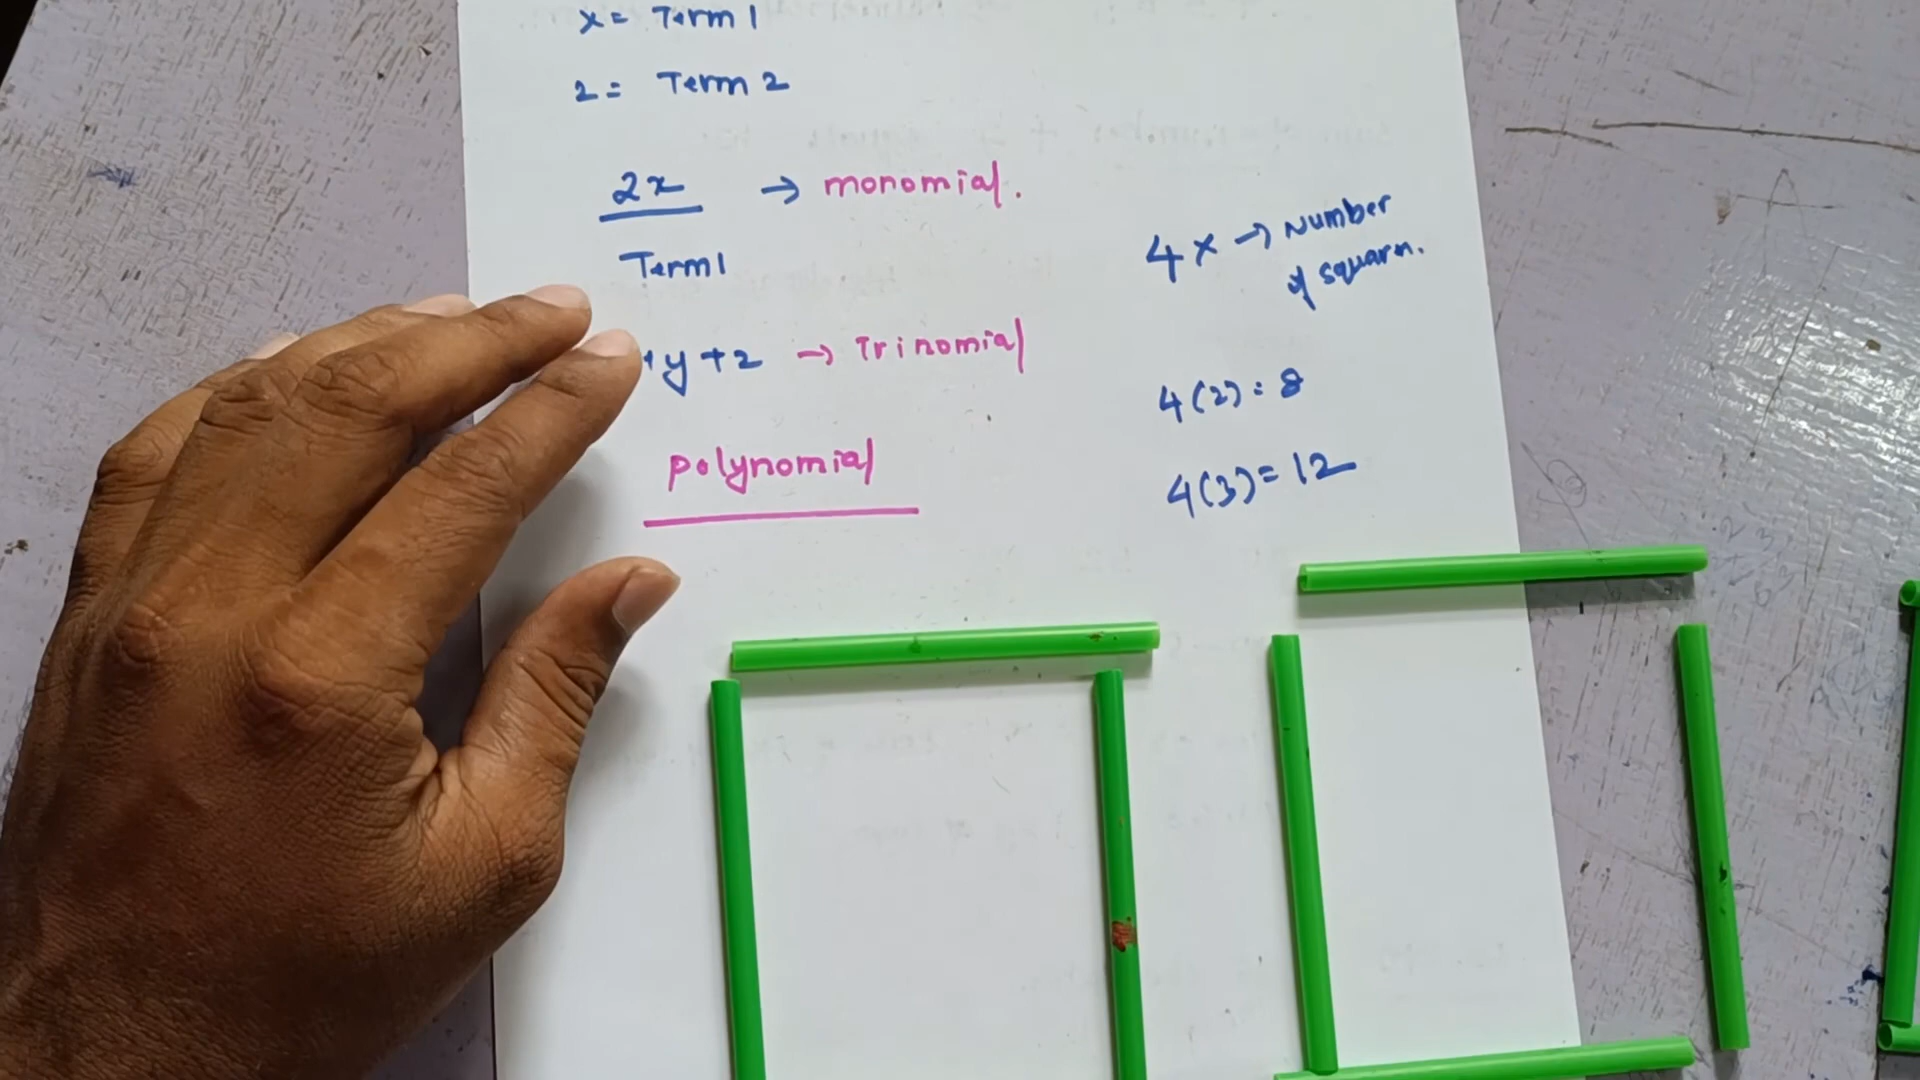 x = Term 1
2 = Term 2
2x → monomial.
Term 1
+y+2 → Trinomial
polynomial
4x → Number
of
4(2) = 8
4(3) = 12